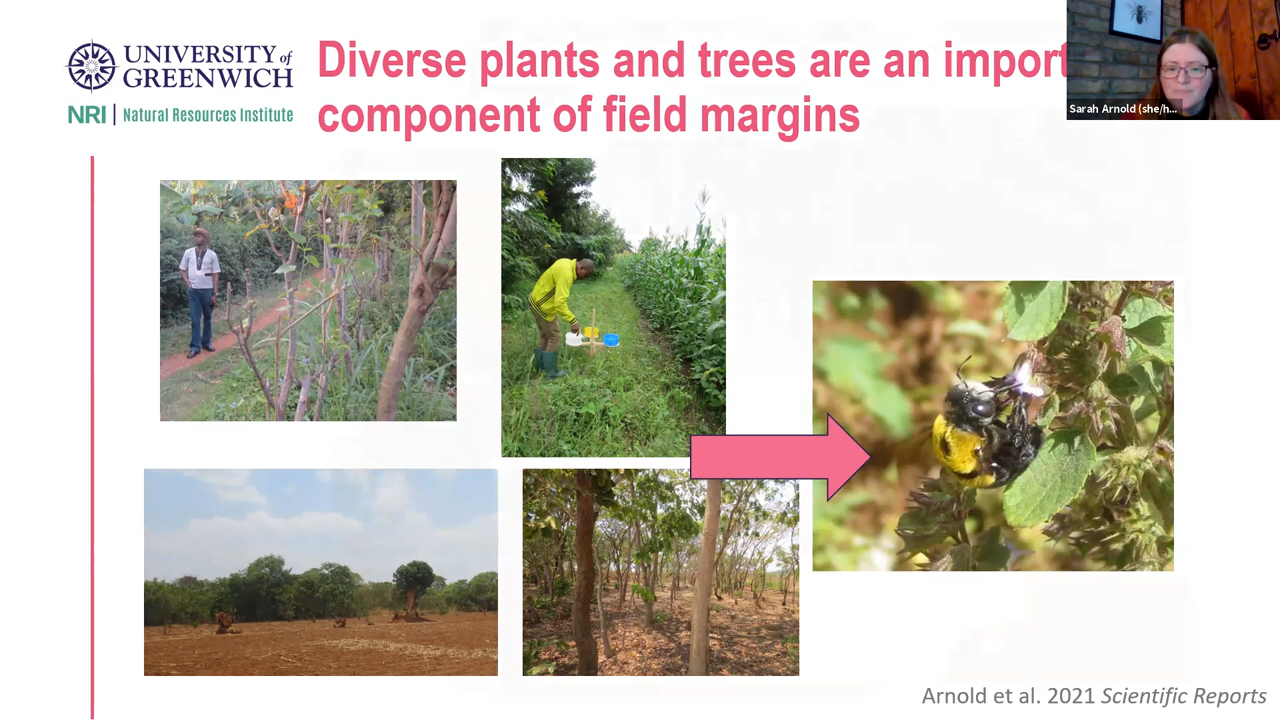 UNIVERSITY of
GREENWICH
NRI | Natural Resources Institute
Diverse plants and trees are an import
component of field margins
Sarah Arnold (she/h...
Arnold et al. 2021 Scientific Reports